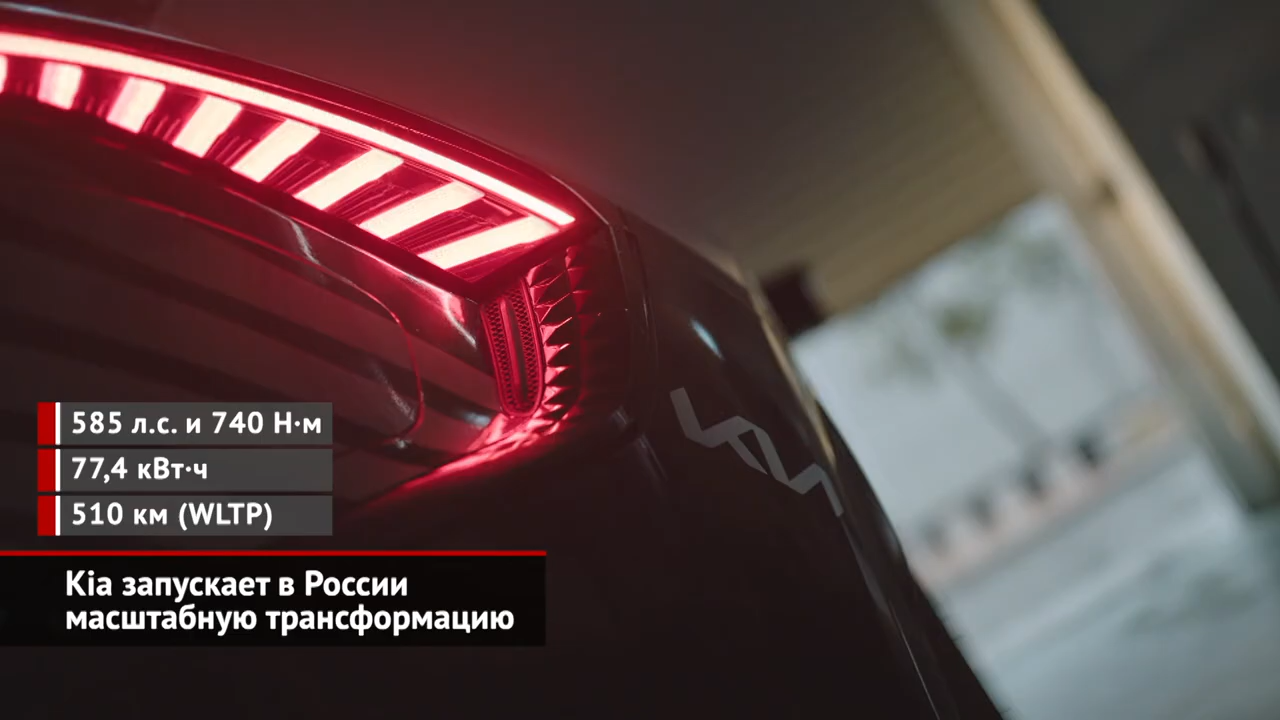 585 л.с. и 740 Н·м
77,4 кВт·ч
510 км (WLTP)
Kia запускает в России
масштабную трансформацию